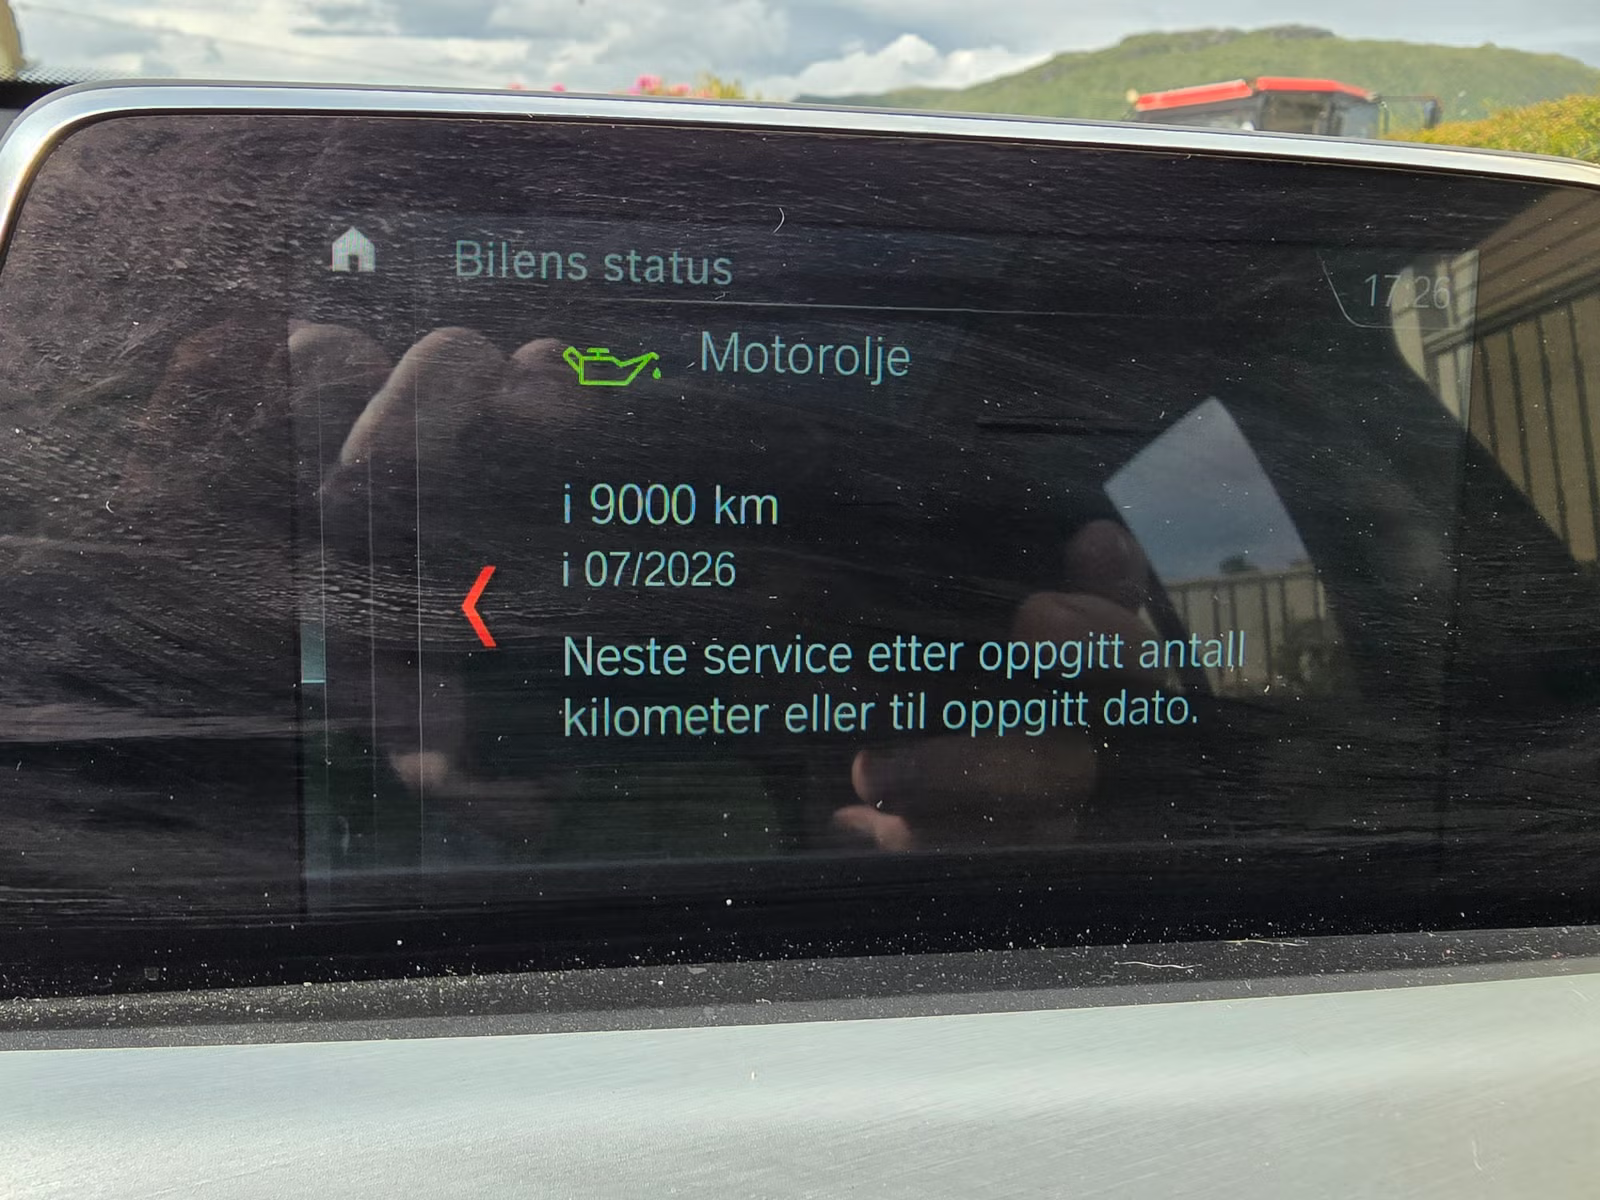 Bilens status
17:26
Motorolje
i 9000 km
i 07/2026
Neste service etter oppgitt antall
kilometer eller til oppgitt dato.